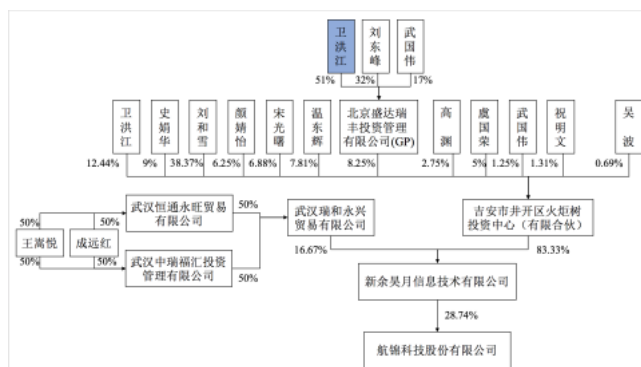 卫洪江
刘东峰
武国伟
51%
32%
17%
卫洪江
史娟华
刘和雪
颜婧怡
宋光曙
温东辉
北京盛达瑞
丰投资管理
有限公司(GP)
高渊
虞国荣
武国伟
祝明文
吴波
12.44%
9%
38.37%
6.25%
6.88%
7.81%
8.25%
2.75%
5%
1.25%
1.31%
0.69%
50%
50%
武汉恒通永旺贸易
有限公司
50%
武汉瑞和永兴
贸易有限公司
吉安市井开区火炬树
投资中心（有限合伙）
王嵩悦
成远红
50%
50%
武汉中瑞福汇投资
管理有限公司
50%
16.67%
83.33%
新余昊月信息技术有限公司
28.74%
航锦科技股份有限公司